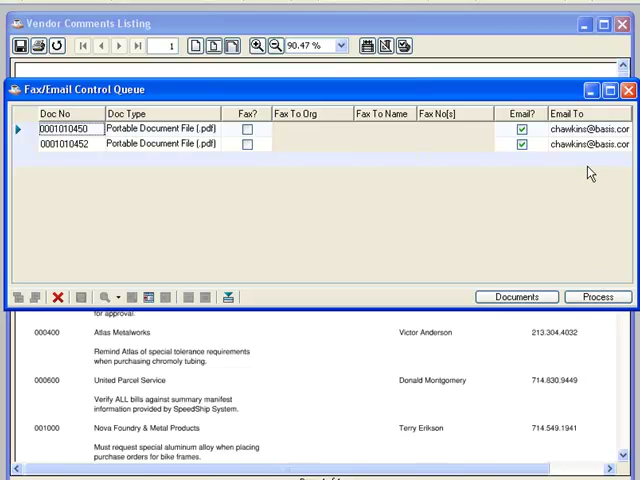 Vendor Comments Listing
1
90.47 %
Fax/Email Control Queue
Doc No Doc Type Fax? Fax To Org Fax To Name Fax No[s] Email? Email To
0001010450 Portable Document File (.pdf) chawkins@basis.cor
0001010452 Portable Document File (.pdf) chawkins@basis.cor
Documents Process
for approval.
000400 Atlas Metalworks Victor Anderson 213.304.4032
Remind Atlas of special tolerance requirements
when purchasing chromoly tubing.
000600 United Parcel Service Donald Montgomery 714.830.9449
Verify ALL bills against summary manifest
information provided by SpeedShip System.
001000 Nova Foundry & Metal Products Terry Erikson 714.549.1941
Must request special aluminum alloy when placing
purchase orders for bike frames.